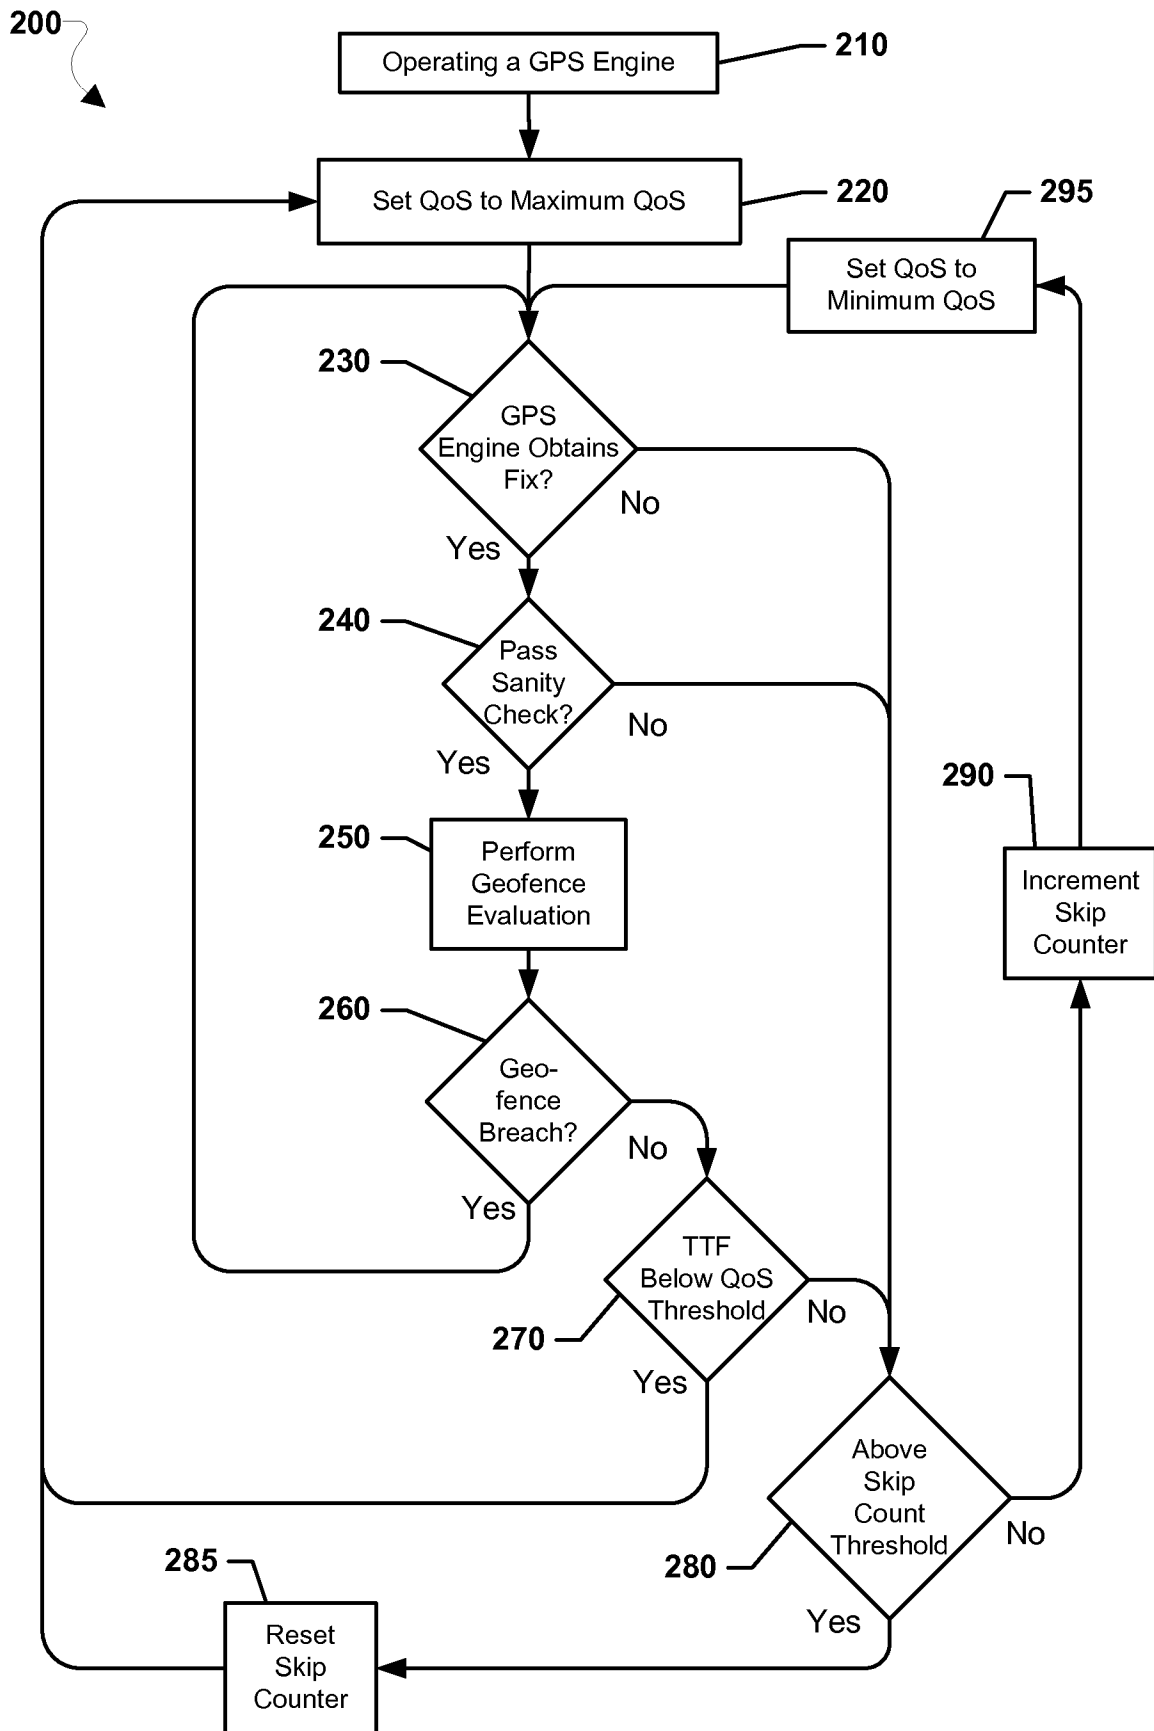 200
Operating a GPS Engine
210
Set QoS to Maximum QoS
220
295
Set QoS to
Minimum QoS
230
GPS
Engine Obtains
Fix?
No
Yes
240
Pass
Sanity
Check?
No
Yes
250
Perform
Geofence
Evaluation
290
Increment
Skip
Counter
260
Geo-
fence
Breach?
No
Yes
TTF
Below QoS
Threshold
270
No
Yes
Above
Skip
Count
Threshold
280
No
Yes
285
Reset
Skip
Counter